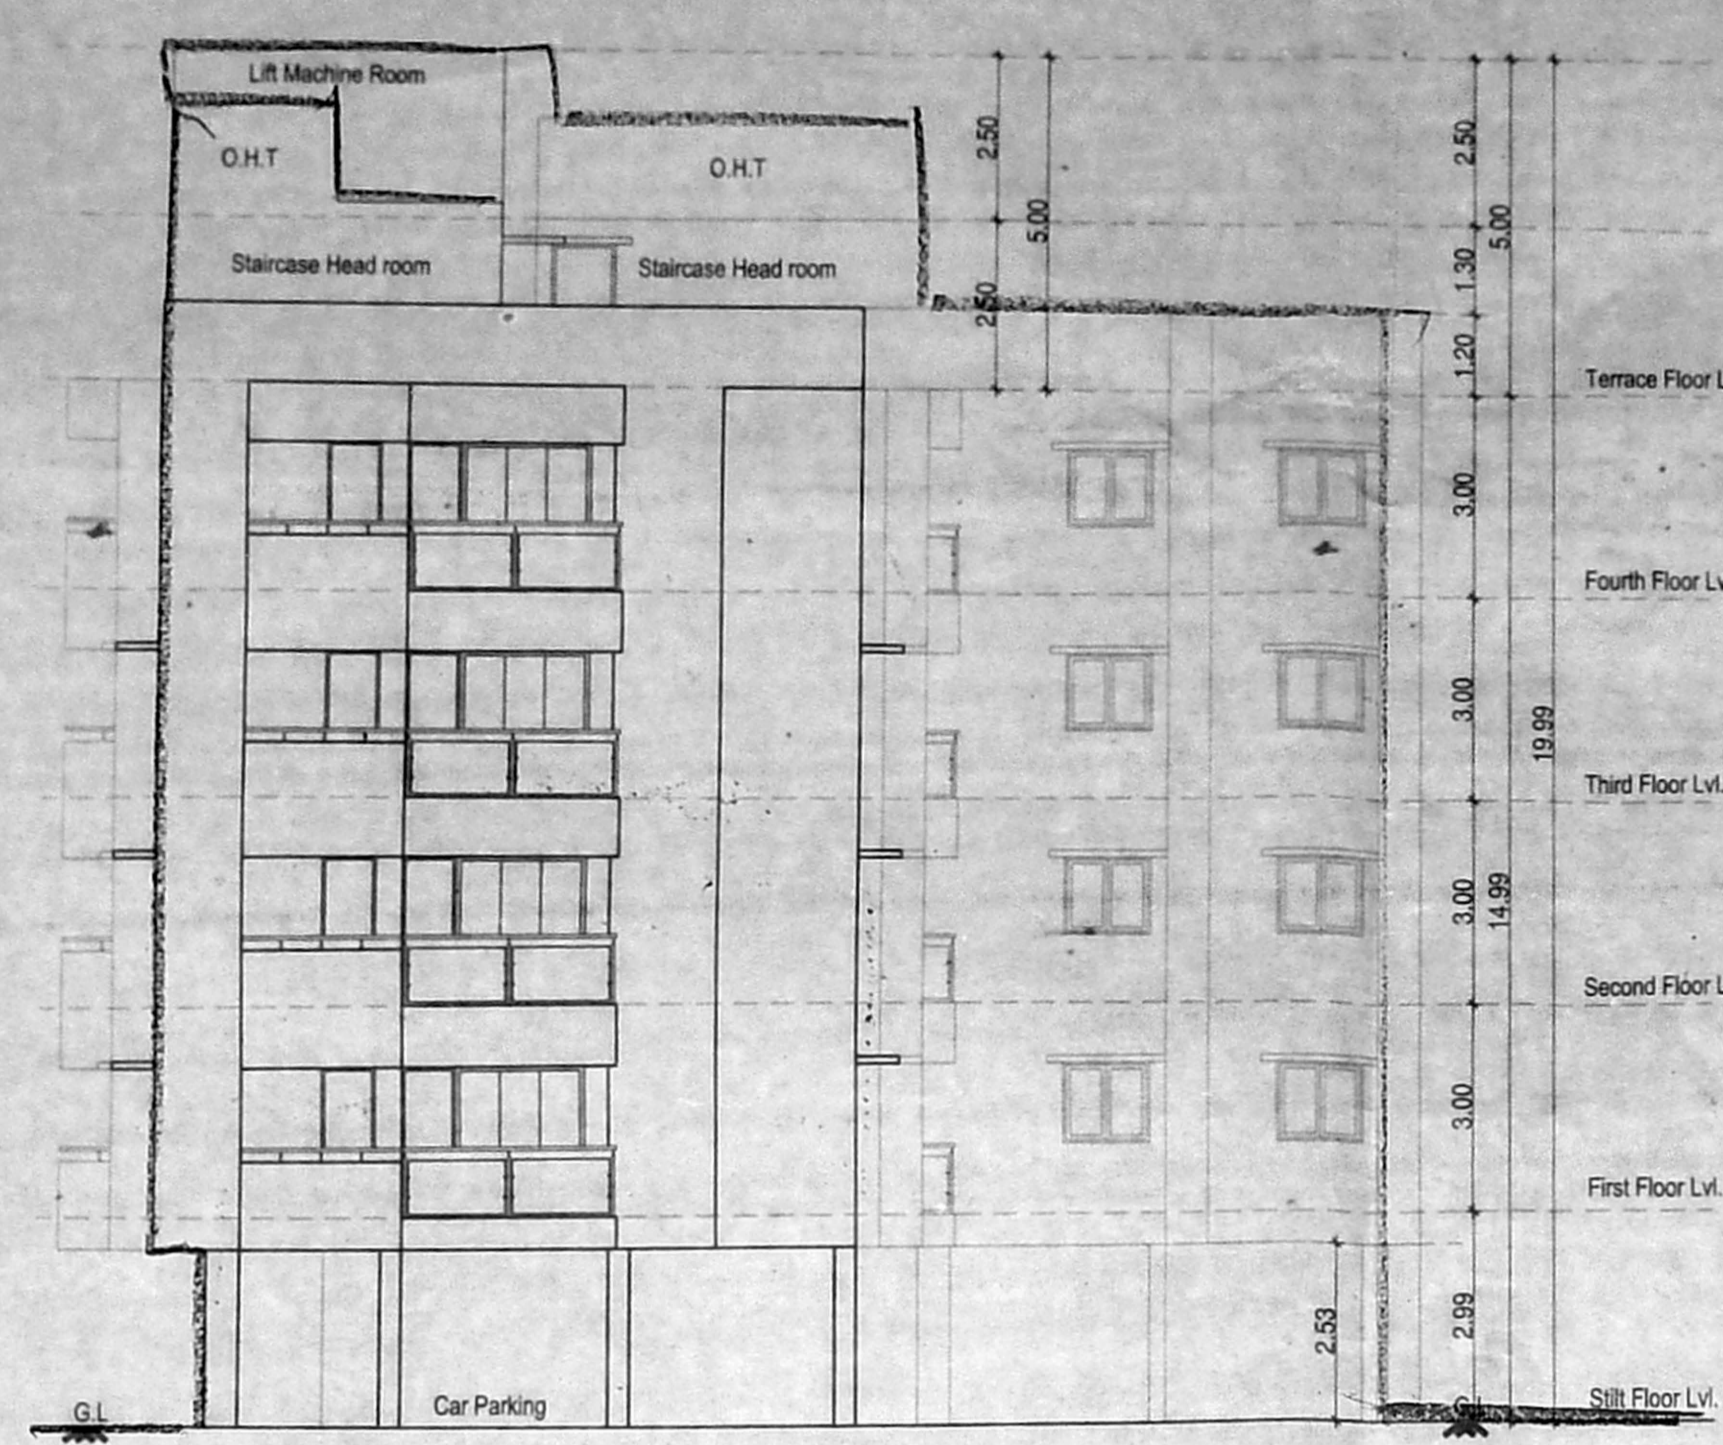 Lift Machine Room
O.H.T
O.H.T
Staircase Head room
Staircase Head room
2.50
5.00
2.50
2.50
5.00
1.30
1.20
Terrace Floor L
3.00
Fourth Floor Lv
3.00
19.99
Third Floor Lvl.
3.00
14.99
Second Floor L
3.00
First Floor Lvl.
2.53
2.99
Car Parking
G.L
Stilt Floor Lvl.